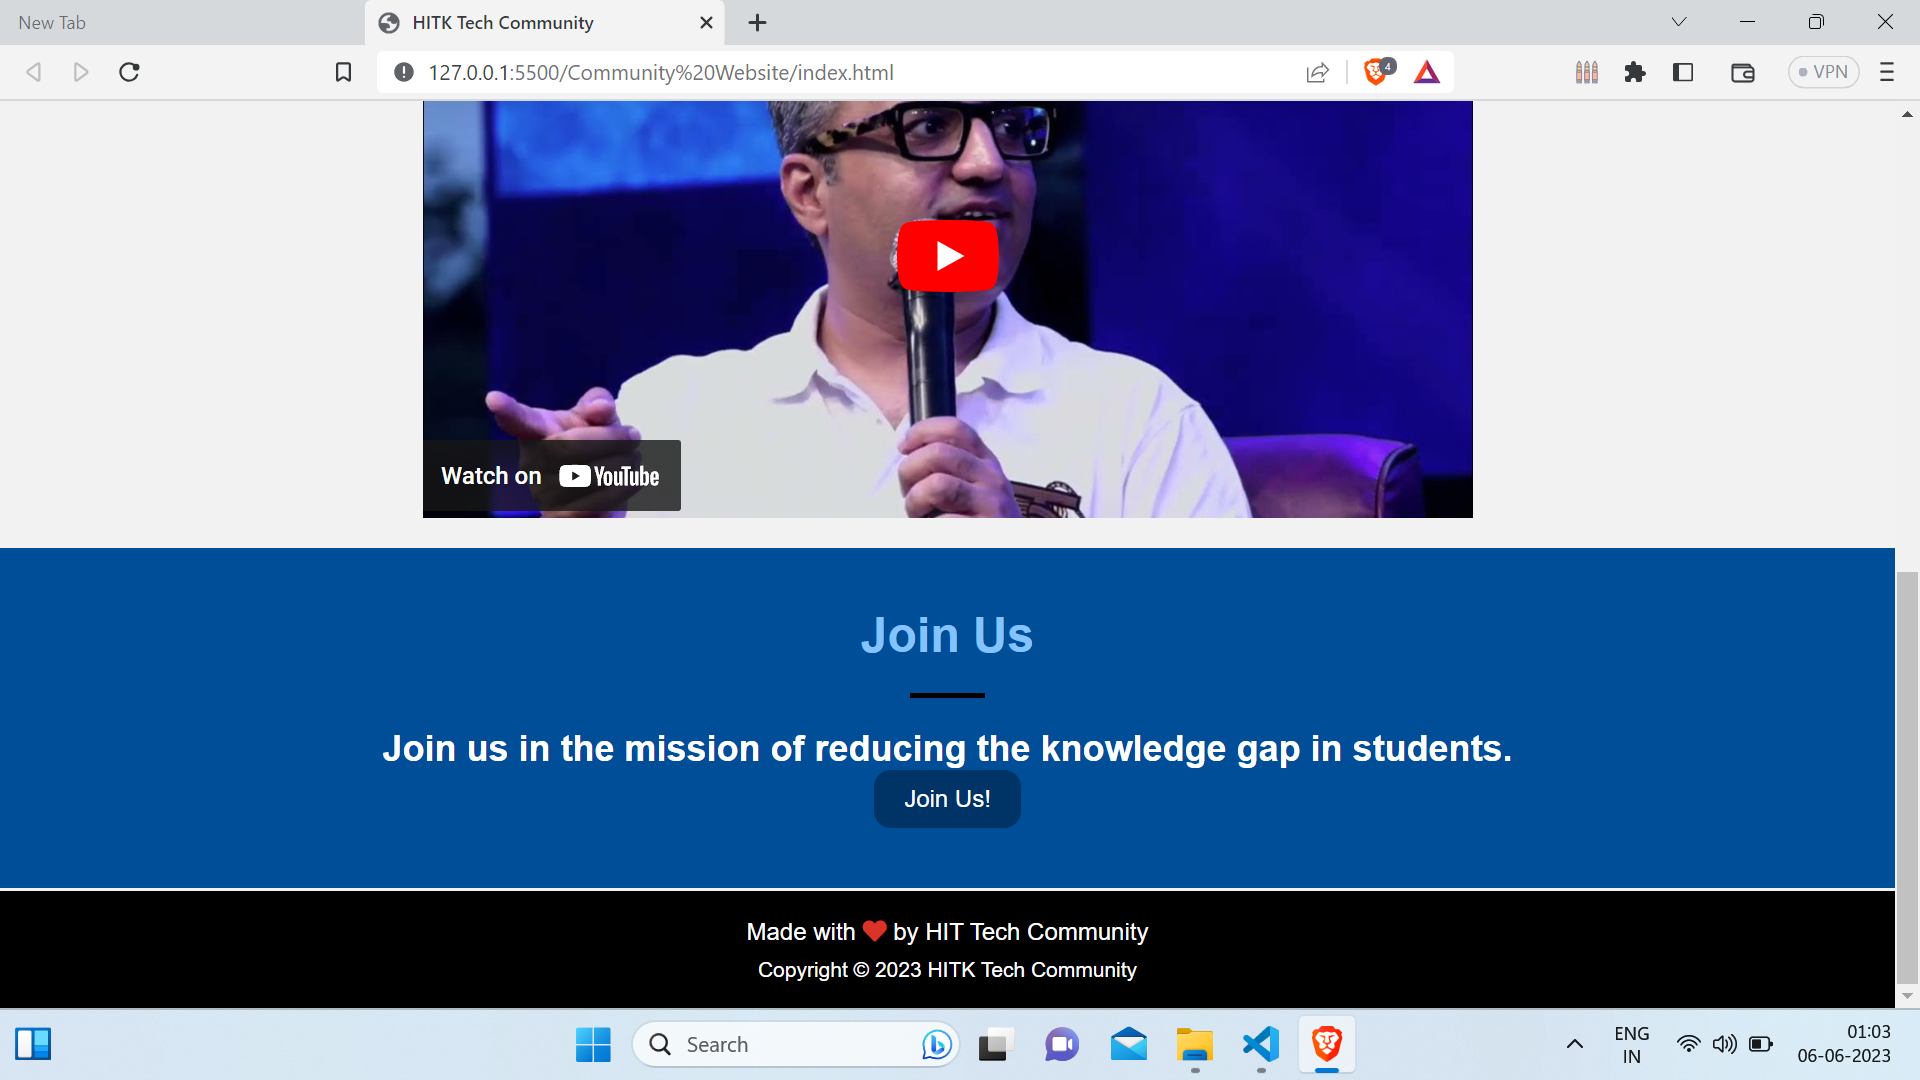 New Tab
HITK Tech Community
127.0.0.1:5500/Community%20Website/index.html
4
VPN
Watch on YouTube
Join Us
Join us in the mission of reducing the knowledge gap in students.
Join Us!
Made with ❤ by HIT Tech Community
Copyright © 2023 HITK Tech Community
Search
ENG
IN
01:03
06-06-2023